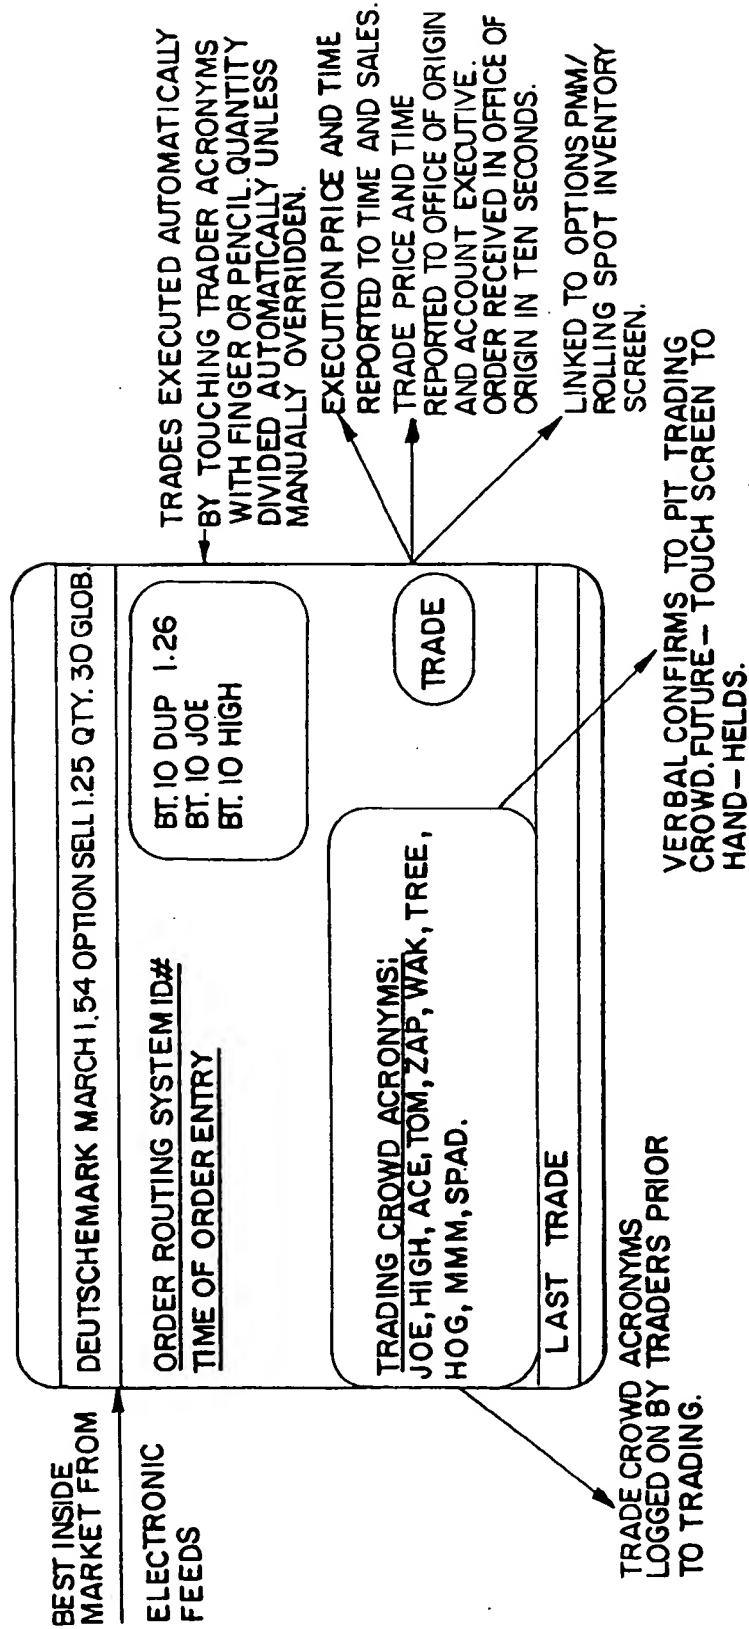 BEST INSIDE
MARKET FROM
ELECTRONIC
FEEDS
DEUTSCHEMARK MARCH 1.54 OPTION SELL 1.25 QTY. 30 GLOB.
ORDER ROUTING SYSTEM ID#
TIME OF ORDER ENTRY
BT. 10 DUP 1.26
BT. 10 JOE
BT. 10 HIGH
TRADING CROWD ACRONYMS:
JOE, HIGH, ACE, TOM, ZAP, WAK, TREE,
HOG, MMM, SPAD.
TRADE
LAST TRADE
TRADES EXECUTED AUTOMATICALLY
BY TOUCHING TRADER ACRONYMS
WITH FINGER OR PENCIL. QUANTITY
DIVIDED AUTOMATICALLY UNLESS
MANUALLY OVERRIDDEN.
EXECUTION PRICE AND TIME
REPORTED TO TIME AND SALES.
TRADE PRICE AND TIME
REPORTED TO OFFICE OF ORIGIN
AND ACCOUNT EXECUTIVE.
ORDER RECEIVED IN OFFICE OF
ORIGIN IN TEN SECONDS.
LINKED TO OPTIONS PMM/
ROLLING SPOT INVENTORY
SCREEN.
TRADE CROWD ACRONYMS
LOGGED ON BY TRADERS PRIOR
TO TRADING.
VERBAL CONFIRMS TO PIT TRADING
CROWD. FUTURE — TOUCH SCREEN TO
HAND-HELDS.